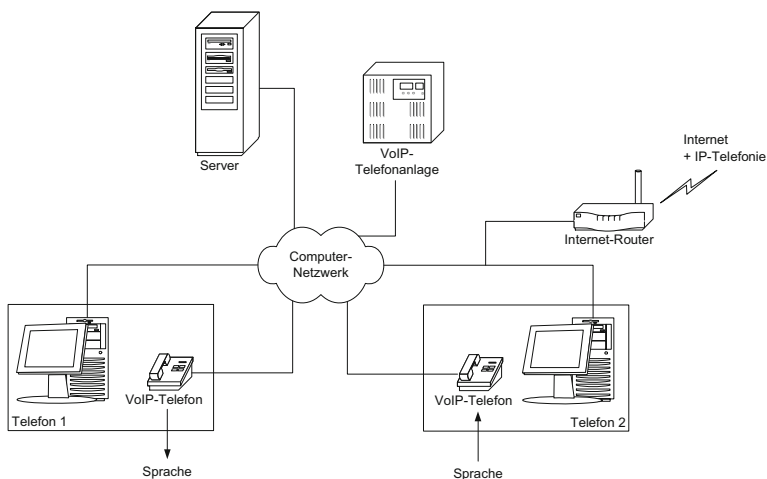 Server
VoIP-
Telefonanlage
Internet
+ IP-Telefonie
Internet-Router
Computer-
Netzwerk
VoIP-Telefon
Telefon 1
Sprache
VoIP-Telefon
Telefon 2
Sprache